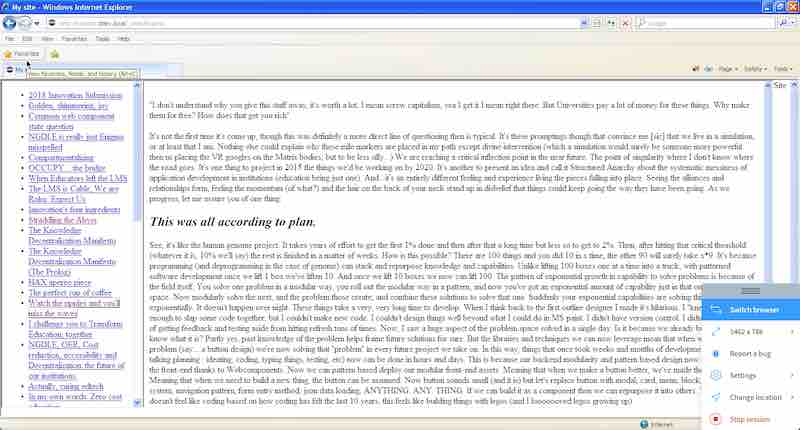 My site - Windows Internet Explorer
Google
File Edit View Favorites Tools Help
Favorites
View Favorites, Feeds, and History (Alt+C)
Page Safety Tools
Site
2018 Innovation Submission
Golden, shimmering, joy
Common web component
state question
NGDLE is really just Enigma
misspelled
Compartmentalizing
OCCUPY ... the bridge
When Educators left the LMS
The LMS is Cable, We are
Roku: Expect Us
Innovation's four ingredients
Straddling the Abyss
The Knowledge
Decentralization Manifesto
The Knowledge
Decentralization Manifesto
(The Prolog)
HAX aperéo piece
The perfect cup of coffee
Watch the ripples and you'll
miss the waves
I challenge you to Transform
Education, together
NGDLE, OER, Cost
reduction, accessibility and
Decentralization: the future of
our institutions.
Actually, caring edtech
In my own words: Zero cost
"I don't understand why you give this stuff away, it's worth a lot. I mean screw capitalism, yea I get it I mean right there. But Universities pay a lot of money for these things. Why make
them for free? How does that get you rich"
It's not the first time it's come up, though this was definitely a more direct line of questioning then is typical. It's these promptings though that convince me [sic] that we live in a simulation,
or at least that I am. Nothing else could explain why these mile markers are placed in my path except divine intervention (which a simulation would surely be someone more powerful
then us placing the VR googles on the Matrix bodies; but to be less silly...) We are reaching a critical inflection point in the near future. The point of singularity where I don't know where
the road goes. It's one thing to project in 2015 the things we'd be working on by 2020. It's another to present an idea and call it Structured Anarchy about the systematic messiness of
application development in institutions (education being just one). And...it's an entirely different feeling and experience living the pieces falling into place. Seeing the alliances and
relationships form, feeling the momentum (of what?) and the hair on the back of your neck stand up in disbelief that things could keep going the way they have been going. As we
progress, let me assure you of one thing:
This was all according to plan.
See, it's like the human genome project. It takes years of effort to get the first 1% done and then after that a long time but less so to get to 2%. Then, after hitting that critical threshold
(whatever it is, 10% we'll say) the rest is finished in a matter of weeks. How is this possible? There are 100 things and you did 10 in a time, the other 90 will surely take x*9. It's because
programming (and deprogramming in the case of genome) can stack and repurpose knowledge and capabilities. Unlike lifting 100 boxes one at a time into a truck, with patterned
software development once we lift 1 box we've lifted 10. And once we lift 10 boxes we now can lift 100. The pattern of exponential growth in capability to solve problems is because of
the field itself. You solve one problem in a modular way, you roll out the modular way in a pattern, and now you've got an exponential amount of capability just in that one
space. Now modularly solve the next, and the problem those create, and combine these solutions to solve that one. Suddenly your exponential capabilities are solving
exponentially. It doesn't happen over night. These things take a very, very long time to develop. When I think back to the first outline designer I made it's hilarious. I
enough to slap some code together, but I couldn't make new code. I couldn't design things well beyond what I could do in MS Paint. I didn't have version control. I
of getting feedback and testing aside from hitting refresh tons of times. Now, I saw a huge aspect of the problem space solved in a single day. Is it because we already
know what it is? Partly yes, past knowledge of the problem helps frame future solutions for sure. But the libraries and techniques we can now leverage mean that when
problem (say... a button design) we're now solving that "problem" in every future project we take on. In this way, things that once took weeks and months of
talking planning / ideating, coding, typing things, testing, etc) now can be done in hours and days. This is because our backend modularity and pattern based design now
the front-end thanks to Webcomponents. Now we can pattern based deploy our modular front-end assets. Meaning that when we make a button better, we've made
Meaning that when we need to build a new thing, the button can be assumed. Now button sounds small (and it is) but let's replace button with modal, card, menu, block,
system, navigation pattern, form entry method, json data loading, ANYTHING. ANY. THING. If we can build it as a component then we can repurpose it into others.
doesn't feel like coding based on how coding has felt the last 10 years, this feels like building things with legos (and I loooooooved legos growing up)
Switch browser
Report a bug
Settings
Change location
Stop session
Internet